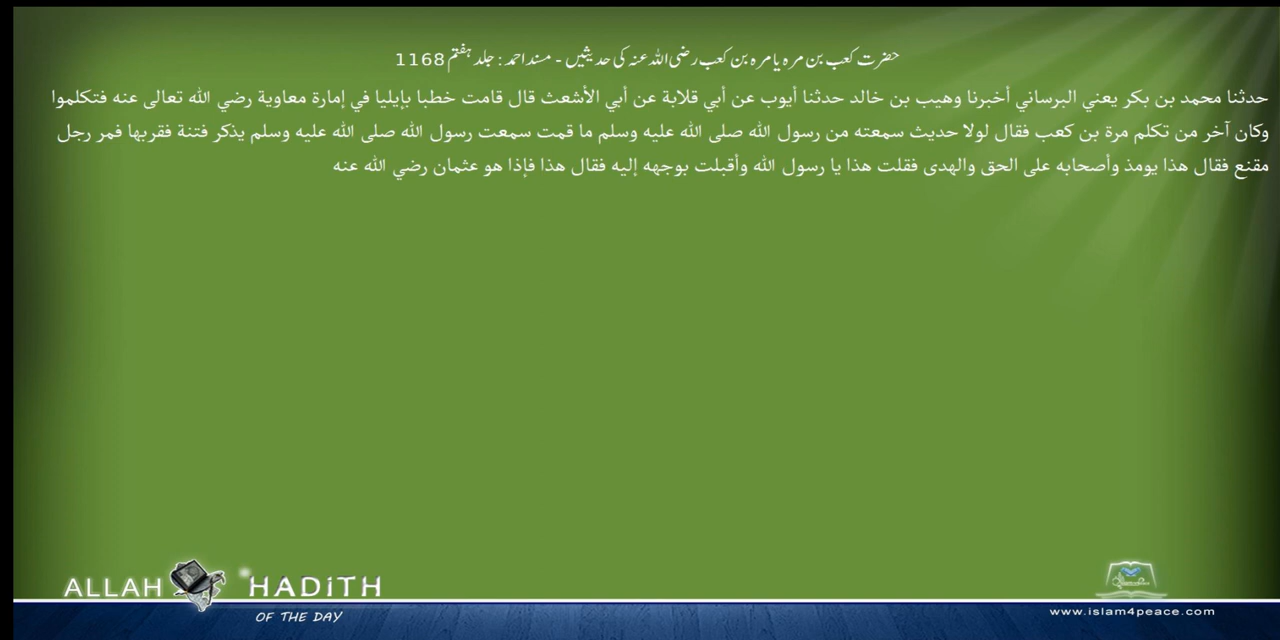 حضرت کعب بن مرہ یا مرہ بن کعب رضی اللہ عنہ کی حدیثیں - مسند احمد: جلد ہفتم 1168
حدثنا محمد بن بكر يعني البرساني أخبرنا وهيب بن خالد حدثنا أيوب عن أبي قلابة عن أبي الأشعث قال قامت خطبا بإيليا في إمارة معاوية رضي الله تعالى عنه فتكلموا
وكان آخر من تكلم مرة بن كعب فقال لولا حديث سمعته من رسول الله صلى الله عليه وسلم ما قمت سمعت رسول الله صلى الله عليه وسلم يذكر فتنة فقربها فمر رجل
مقنع فقال هذا يومذ وأصحابه على الحق والهدى فقلت هذا يا رسول الله وأقبلت بوجهه إليه فقال هذا فإذا هو عثمان رضي الله عنه
ALLAH HADITH
OF THE DAY
www.islam4peace.com